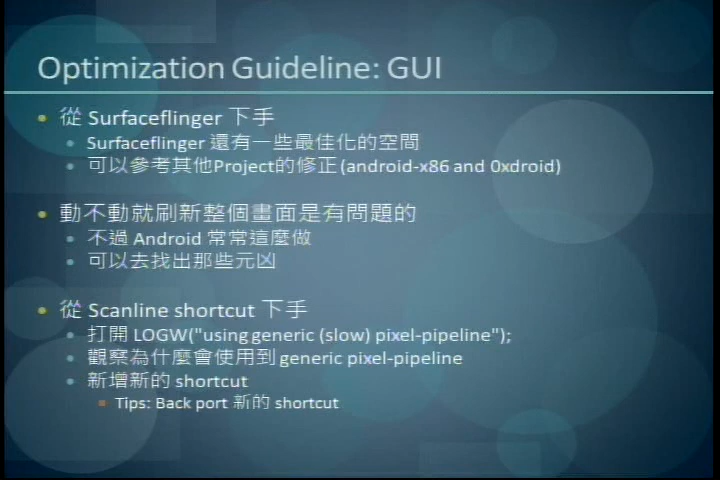 Optimization Guideline: GUI
從 Surfaceflinger 下手
Surfaceflinger 還有一些最佳化的空間
可以參考其他Project的修正 (android-x86 and 0xdroid)
動不動就刷新整個畫面是有問題的
不過 Android 常常這麼做
可以去找出那些元凶
從 Scanline shortcut 下手
打開 LOGW("using generic (slow) pixel-pipeline");
觀察為什麼會使用到 generic pixel-pipeline
新增新的 shortcut
Tips: Back port 新的 shortcut